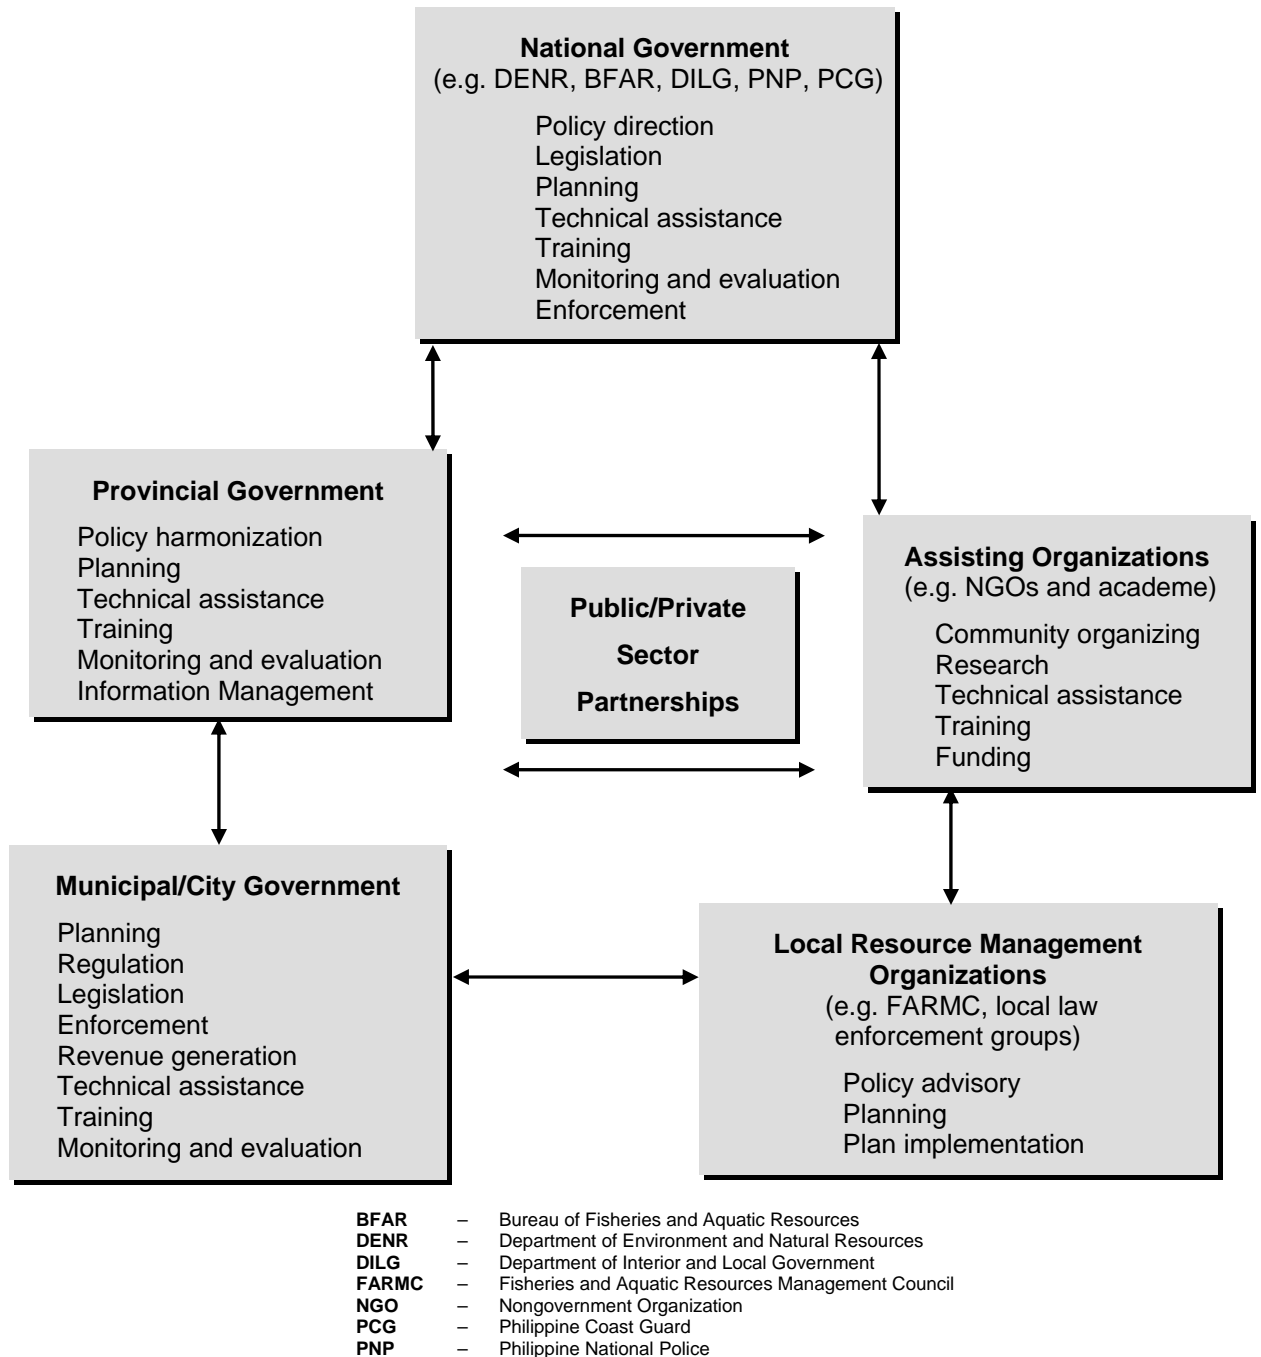 National Government
(e.g. DENR, BFAR, DILG, PNP, PCG)
Policy direction
Legislation
Planning
Technical assistance
Training
Monitoring and evaluation
Enforcement
Provincial Government
Policy harmonization
Planning
Technical assistance
Training
Monitoring and evaluation
Information Management
Public/Private
Sector
Partnerships
Assisting Organizations
(e.g. NGOs and academe)
Community organizing
Research
Technical assistance
Training
Funding
Municipal/City Government
Planning
Regulation
Legislation
Enforcement
Revenue generation
Technical assistance
Training
Monitoring and evaluation
Local Resource Management
Organizations
(e.g. FARMC, local law
enforcement groups)
Policy advisory
Planning
Plan implementation
BFAR – Bureau of Fisheries and Aquatic Resources
DENR – Department of Environment and Natural Resources
DILG – Department of Interior and Local Government
FARMC – Fisheries and Aquatic Resources Management Council
NGO – Nongovernment Organization
PCG – Philippine Coast Guard
PNP – Philippine National Police